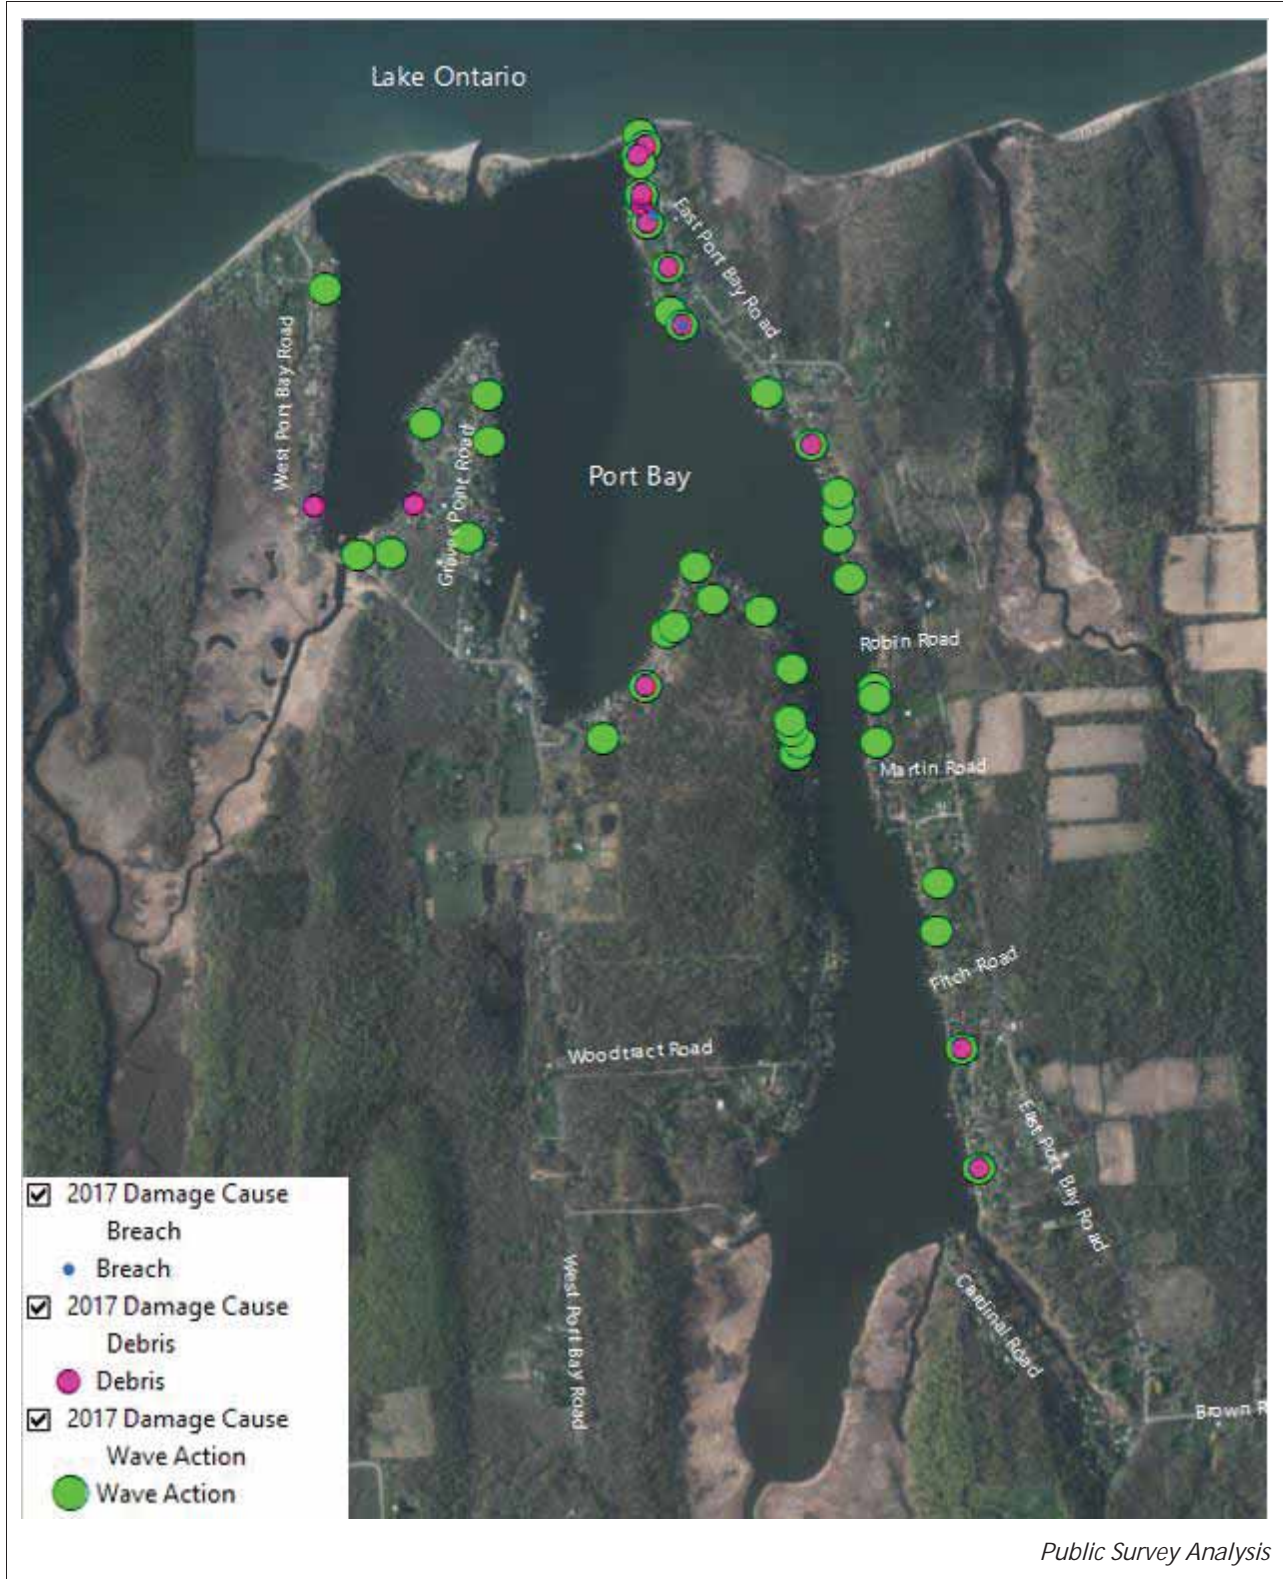 Lake Ontario
East Port Bay Road
West Port Bay Road
Port Bay
Graves Point Road
Robin Road
Martin Road
Fitch Road
Woodtract Road
East Port Bay Road
West Port Bay Road
Cardinal Road
Brown R
2017 Damage Cause
Breach
Breach
2017 Damage Cause
Debris
Debris
2017 Damage Cause
Wave Action
Wave Action
Public Survey Analysis